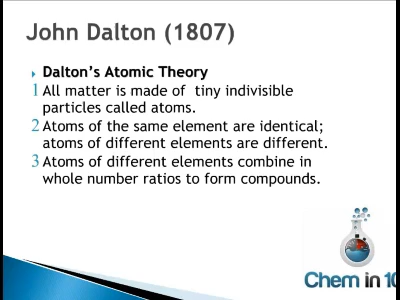 John Dalton (1807)
Dalton's Atomic Theory
1 All matter is made of tiny indivisible
particles called atoms.
2 Atoms of the same element are identical;
atoms of different elements are different.
3 Atoms of different elements combine in
whole number ratios to form compounds.
Chem in 10